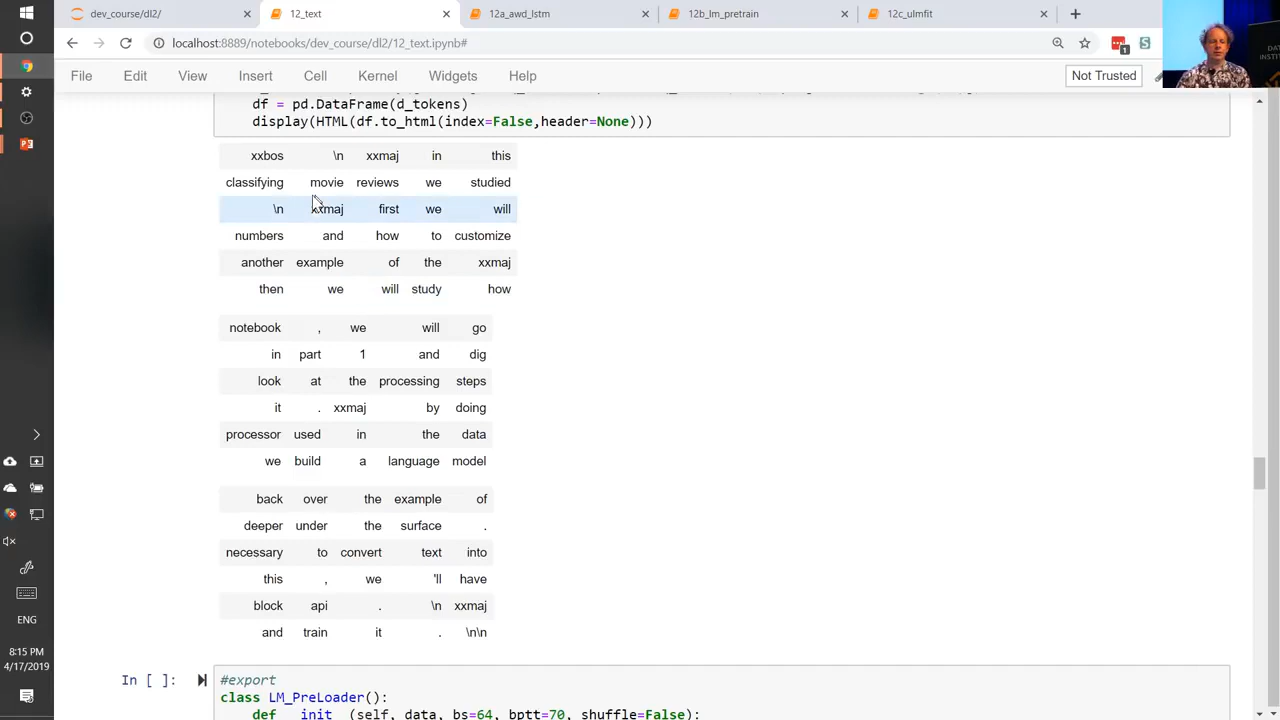 dev_course/dl2/ 12_text 12a_awd_lstm 12b_lm_pretrain 12c_ulmfit
localhost:8889/notebooks/dev_course/dl2/12_text.ipynb#
File Edit View Insert Cell Kernel Widgets Help Not Trusted
df = pd.DataFrame(d_tokens)
display(HTML(df.to_html(index=False,header=None)))
xxbos \n xxmaj in this
classifying movie reviews we studied
\n xxmaj first we will
numbers and how to customize
another example of the xxmaj
then we will study how
notebook , we will go
in part 1 and dig
look at the processing steps
it . xxmaj by doing
processor used in the data
we build a language model
back over the example of
deeper under the surface .
necessary to convert text into
this , we 'll have
block api . \n xxmaj
and train it . \n\n
In [ ]:
#export
class LM_PreLoader():
def __init__(self, data, bs=64, bptt=70, shuffle=False):
ENG
8:15 PM
4/17/2019